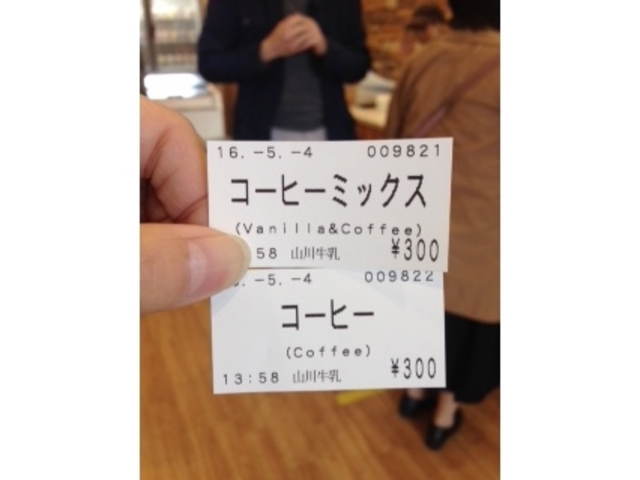 16.-5.-4 009821
コーヒーミックス
(Vanilla&Coffee)
:58 山川牛乳 ¥300
.-5.-4 009822
コーヒー
(Coffee)
13:58 山川牛乳 ¥300